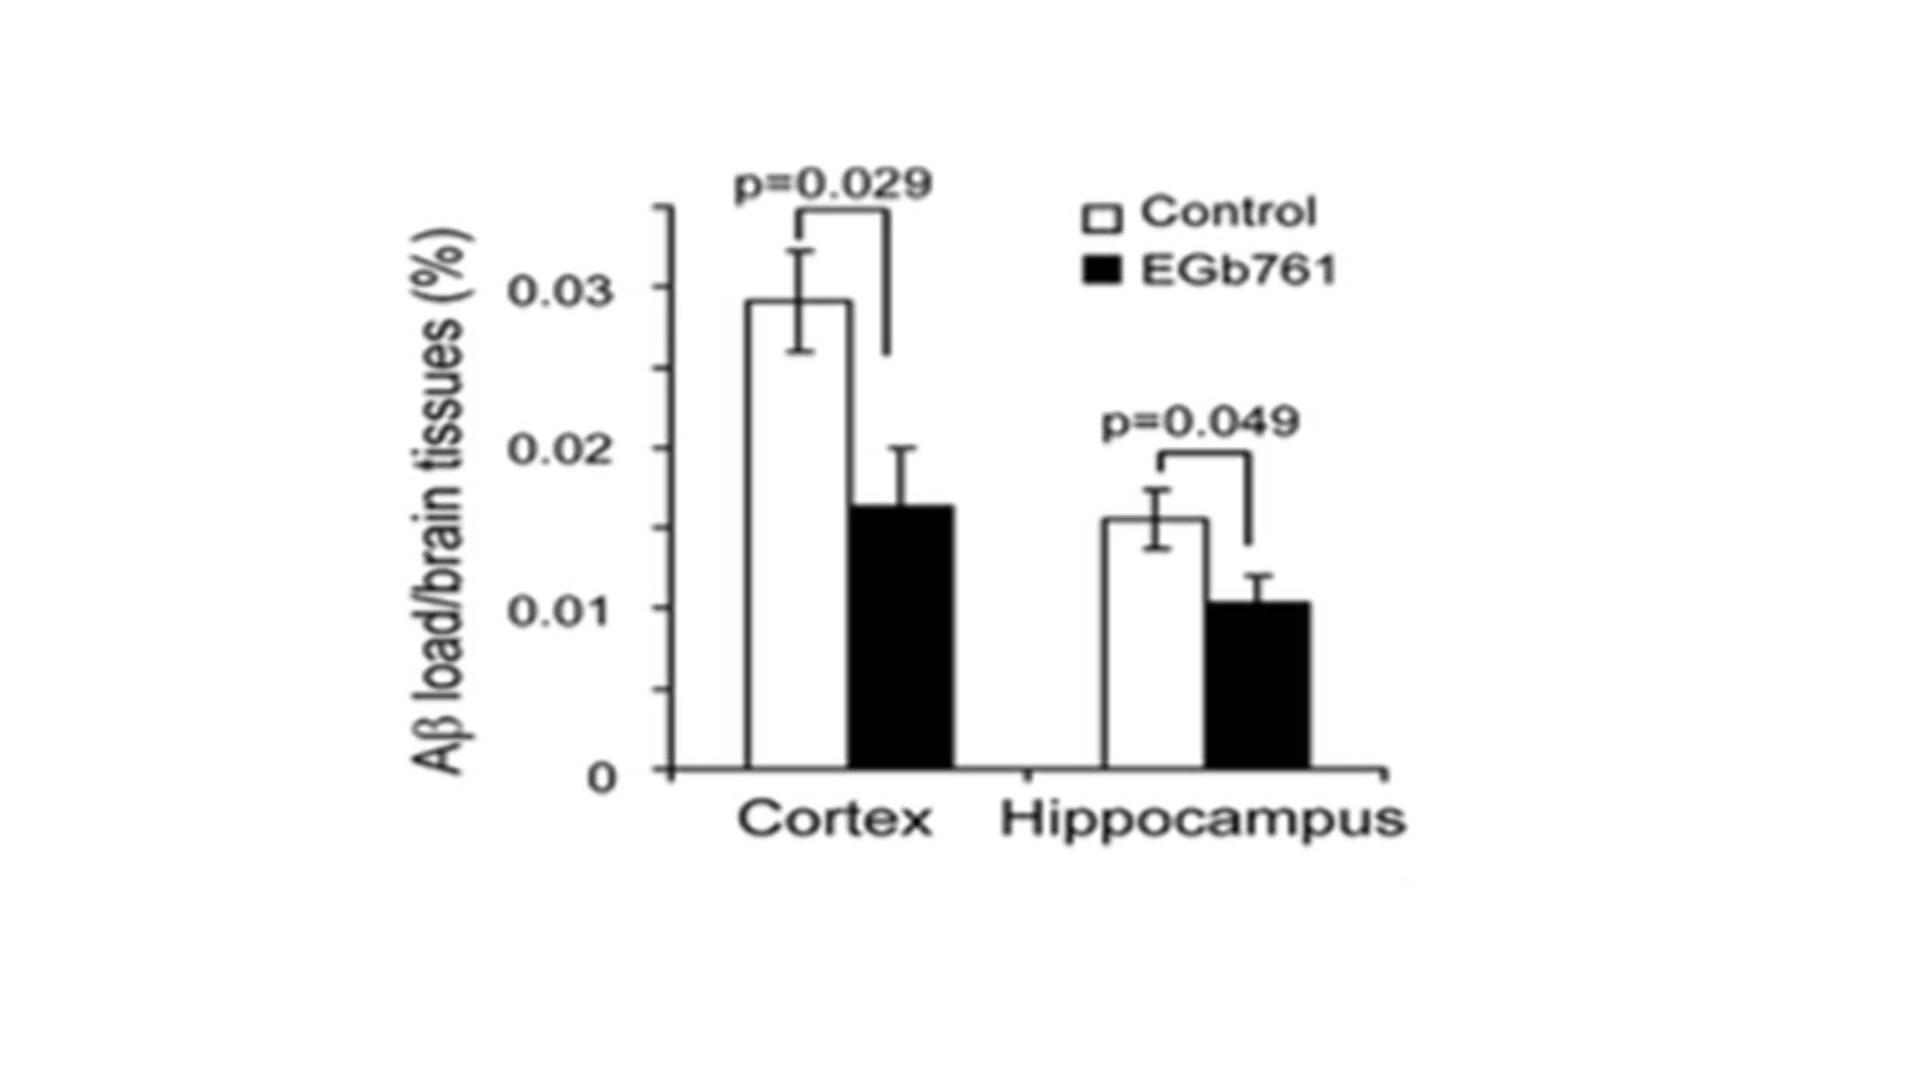 p=0.029
Control
EGb761
Aβ load/brain tissues (%)
0.03
0.02
0.01
0
p=0.049
Cortex
Hippocampus